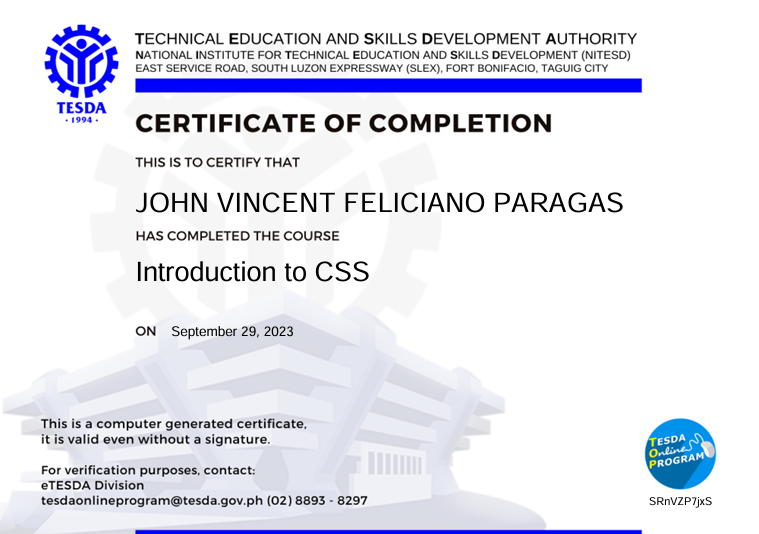 TECHNICAL EDUCATION AND SKILLS DEVELOPMENT AUTHORITY
NATIONAL INSTITUTE FOR TECHNICAL EDUCATION AND SKILLS DEVELOPMENT (NITESD)
EAST SERVICE ROAD, SOUTH LUZON EXPRESSWAY (SLEX), FORT BONIFACIO, TAGUIG CITY
TESDA
· 1994 ·
CERTIFICATE OF COMPLETION
THIS IS TO CERTIFY THAT
JOHN VINCENT FELICIANO PARAGAS
HAS COMPLETED THE COURSE
Introduction to CSS
ON September 29, 2023
This is a computer generated certificate,
it is valid even without a signature.
For verification purposes, contact:
eTESDA Division
tesdaonlineprogram@tesda.gov.ph (02) 8893 - 8297
TESDA
Online
PROGRAM
SRnVZP7jxS